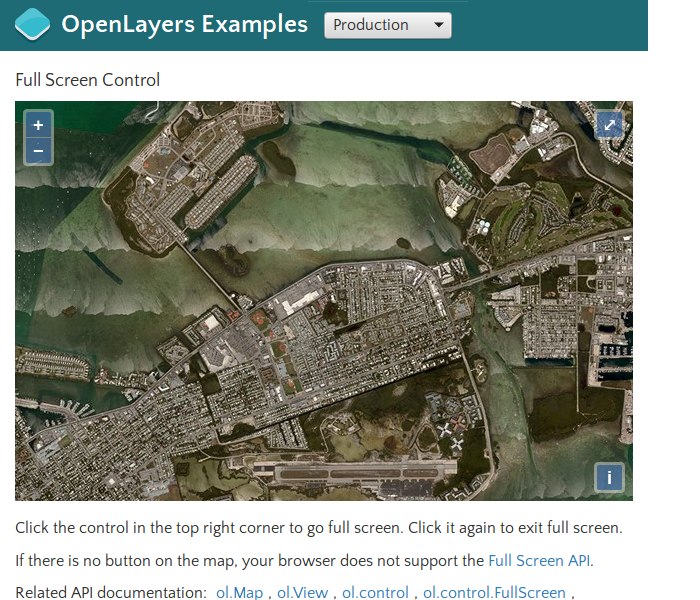 OpenLayers Examples
Production
Full Screen Control
+
−
i
Click the control in the top right corner to go full screen. Click it again to exit full screen.
If there is no button on the map, your browser does not support the Full Screen API.
Related API documentation: ol.Map , ol.View , ol.control , ol.control.FullScreen ,